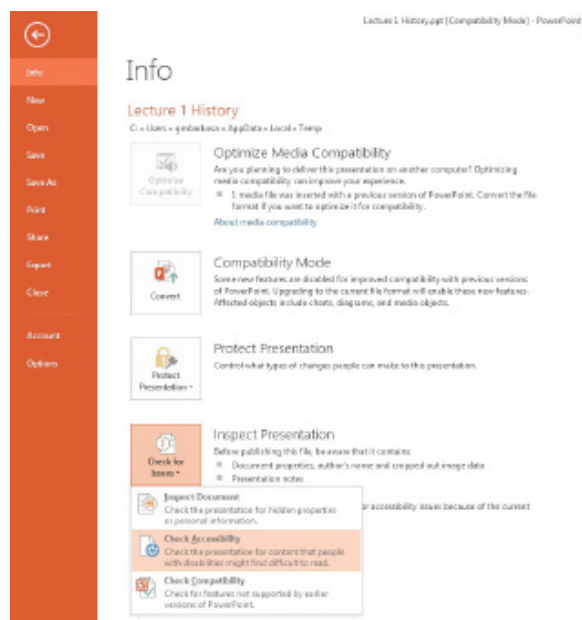 Lecture 1 History.ppt [Compatibility Mode] - PowerPoint
Info
Info
New
Open
Save
Save As
Print
Share
Export
Close
Account
Options
Lecture 1 History
C: » Users » gmbarbosa » AppData » Local » Temp
Optimize
Compatibility
Optimize Media Compatibility
Are you planning to deliver this presentation on another computer? Optimizing
media compatibility can improve your experience.
1 media file was inserted with a previous version of PowerPoint. Convert the file
format if you want to optimize it for compatibility.
About media compatibility
Convert
Compatibility Mode
Some new features are disabled for improved compatibility with previous versions
of PowerPoint. Upgrading to the current file format will enable these new features.
Affected objects include charts, diagrams, and media objects.
Protect
Presentation
Protect Presentation
Control what types of changes people can make to this presentation.
Check for
Issues
Inspect Presentation
Before publishing this file, be aware that it contains:
Document properties, author's name and cropped out image data
Presentation notes
or accessibility issues because of the current
Inspect Document
Check the presentation for hidden properties
or personal information.
Check Accessibility
Check the presentation for content that people
with disabilities might find difficult to read.
Check Compatibility
Check for features not supported by earlier
versions of PowerPoint.